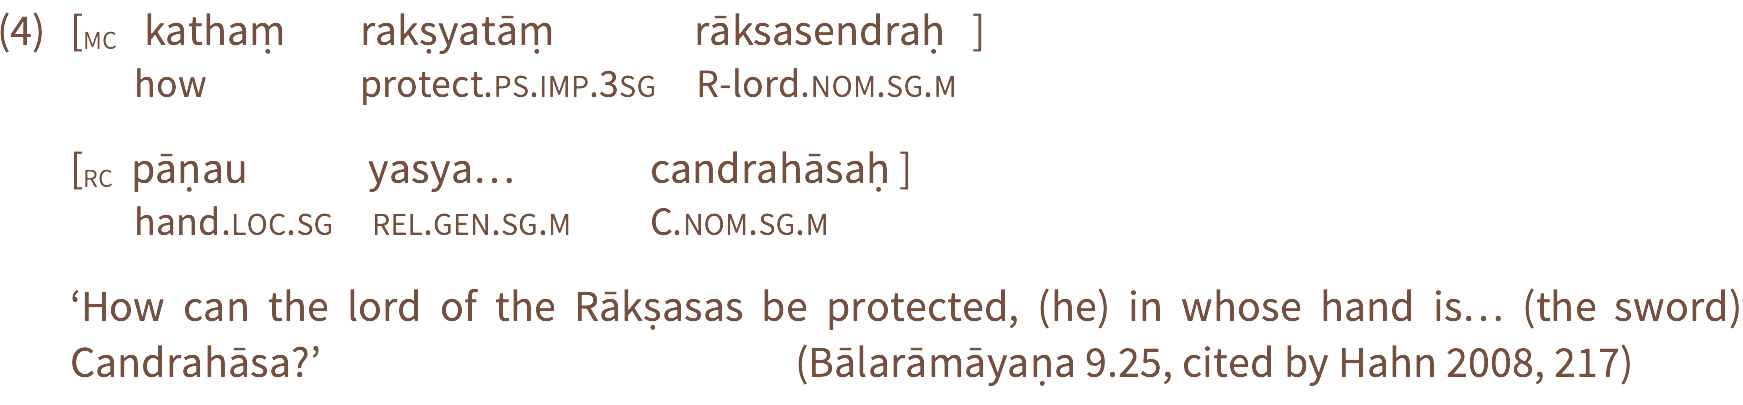 (4) [MC kathaṃ rakṣyatāṃ rāksasendraḥ ]
how protect.PS.IMP.3SG R-lord.NOM.SG.M
[RC pāṇau yasya… candrahāsaḥ ]
hand.LOC.SG REL.GEN.SG.M C.NOM.SG.M
‘How can the lord of the Rākṣasas be protected, (he) in whose hand is… (the sword)
Candrahāsa?’ (Bālarāmāyaṇa 9.25, cited by Hahn 2008, 217)